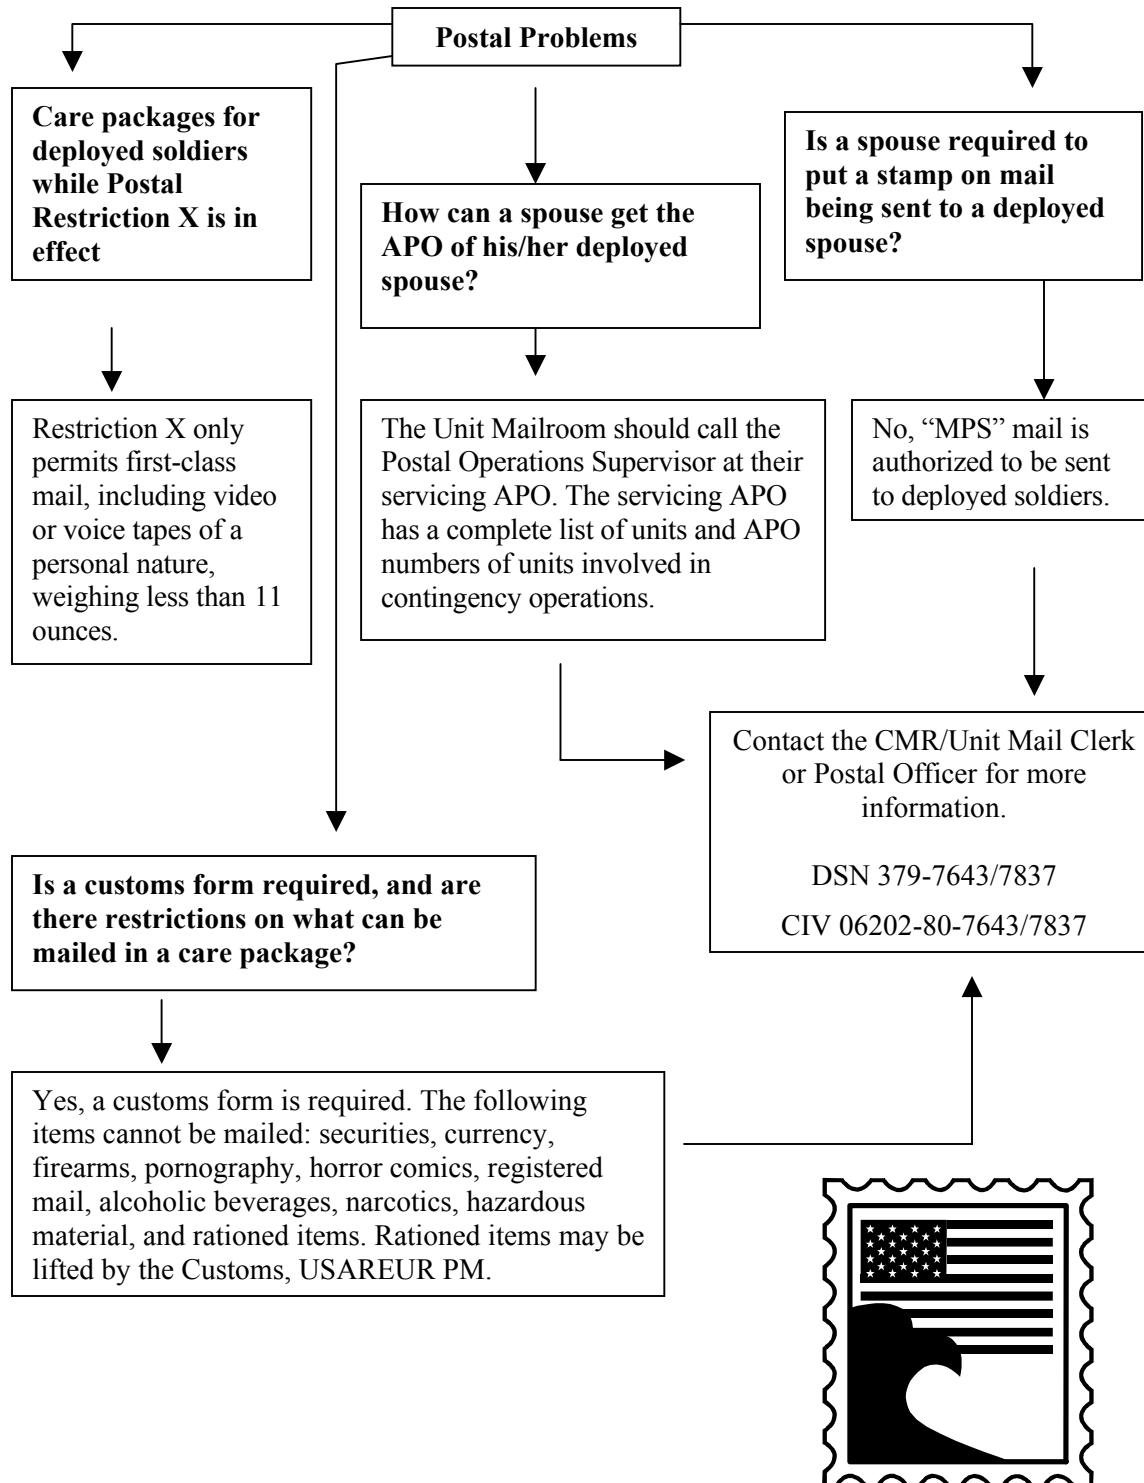 Postal Problems
Care packages for
deployed soldiers
while Postal
Restriction X is in
effect
How can a spouse get the
APO of his/her deployed
spouse?
Is a spouse required to
put a stamp on mail
being sent to a deployed
spouse?
Restriction X only
permits first-class
mail, including video
or voice tapes of a
personal nature,
weighing less than 11
ounces.
The Unit Mailroom should call the
Postal Operations Supervisor at their
servicing APO. The servicing APO
has a complete list of units and APO
numbers of units involved in
contingency operations.
No, “MPS” mail is
authorized to be sent
to deployed soldiers.
Contact the CMR/Unit Mail Clerk
or Postal Officer for more
information.
DSN 379-7643/7837
CIV 06202-80-7643/7837
Is a customs form required, and are
there restrictions on what can be
mailed in a care package?
Yes, a customs form is required. The following
items cannot be mailed: securities, currency,
firearms, pornography, horror comics, registered
mail, alcoholic beverages, narcotics, hazardous
material, and rationed items. Rationed items may be
lifted by the Customs, USAREUR PM.